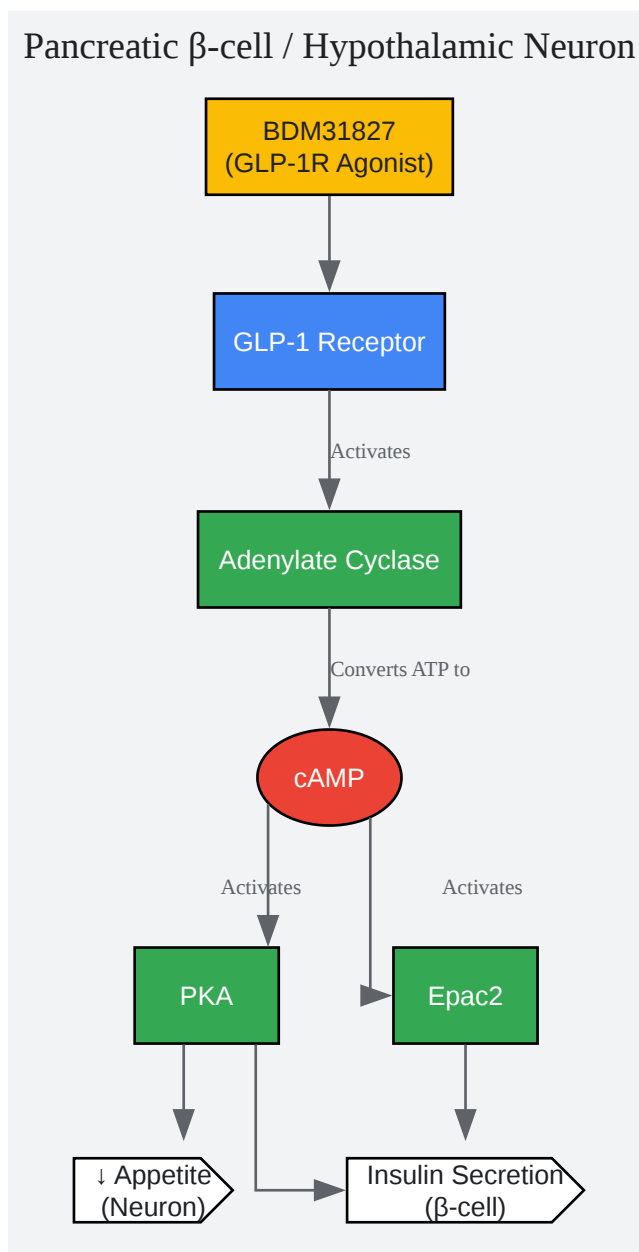 Pancreatic β-cell / Hypothalamic Neuron
BDM31827
(GLP-1R Agonist)
GLP-1 Receptor
Activates
Adenylate Cyclase
Converts ATP to
cAMP
Activates
Activates
PKA
Epac2
↓ Appetite
(Neuron)
Insulin Secretion
(β-cell)